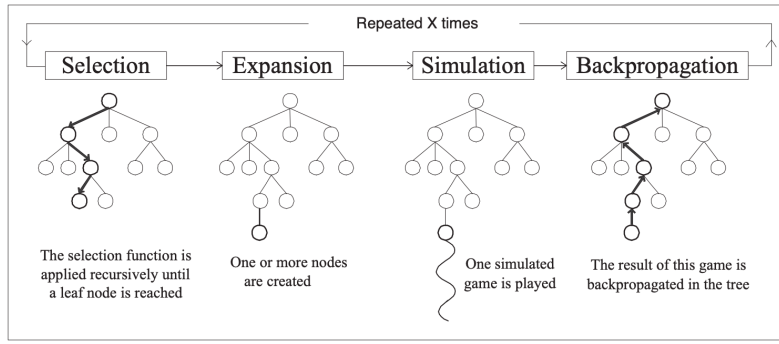 Repeated X times
Selection
Expansion
Simulation
Backpropagation
The selection function is
applied recursively until
a leaf node is reached
One or more nodes
are created
One simulated
game is played
The result of this game is
backpropagated in the tree